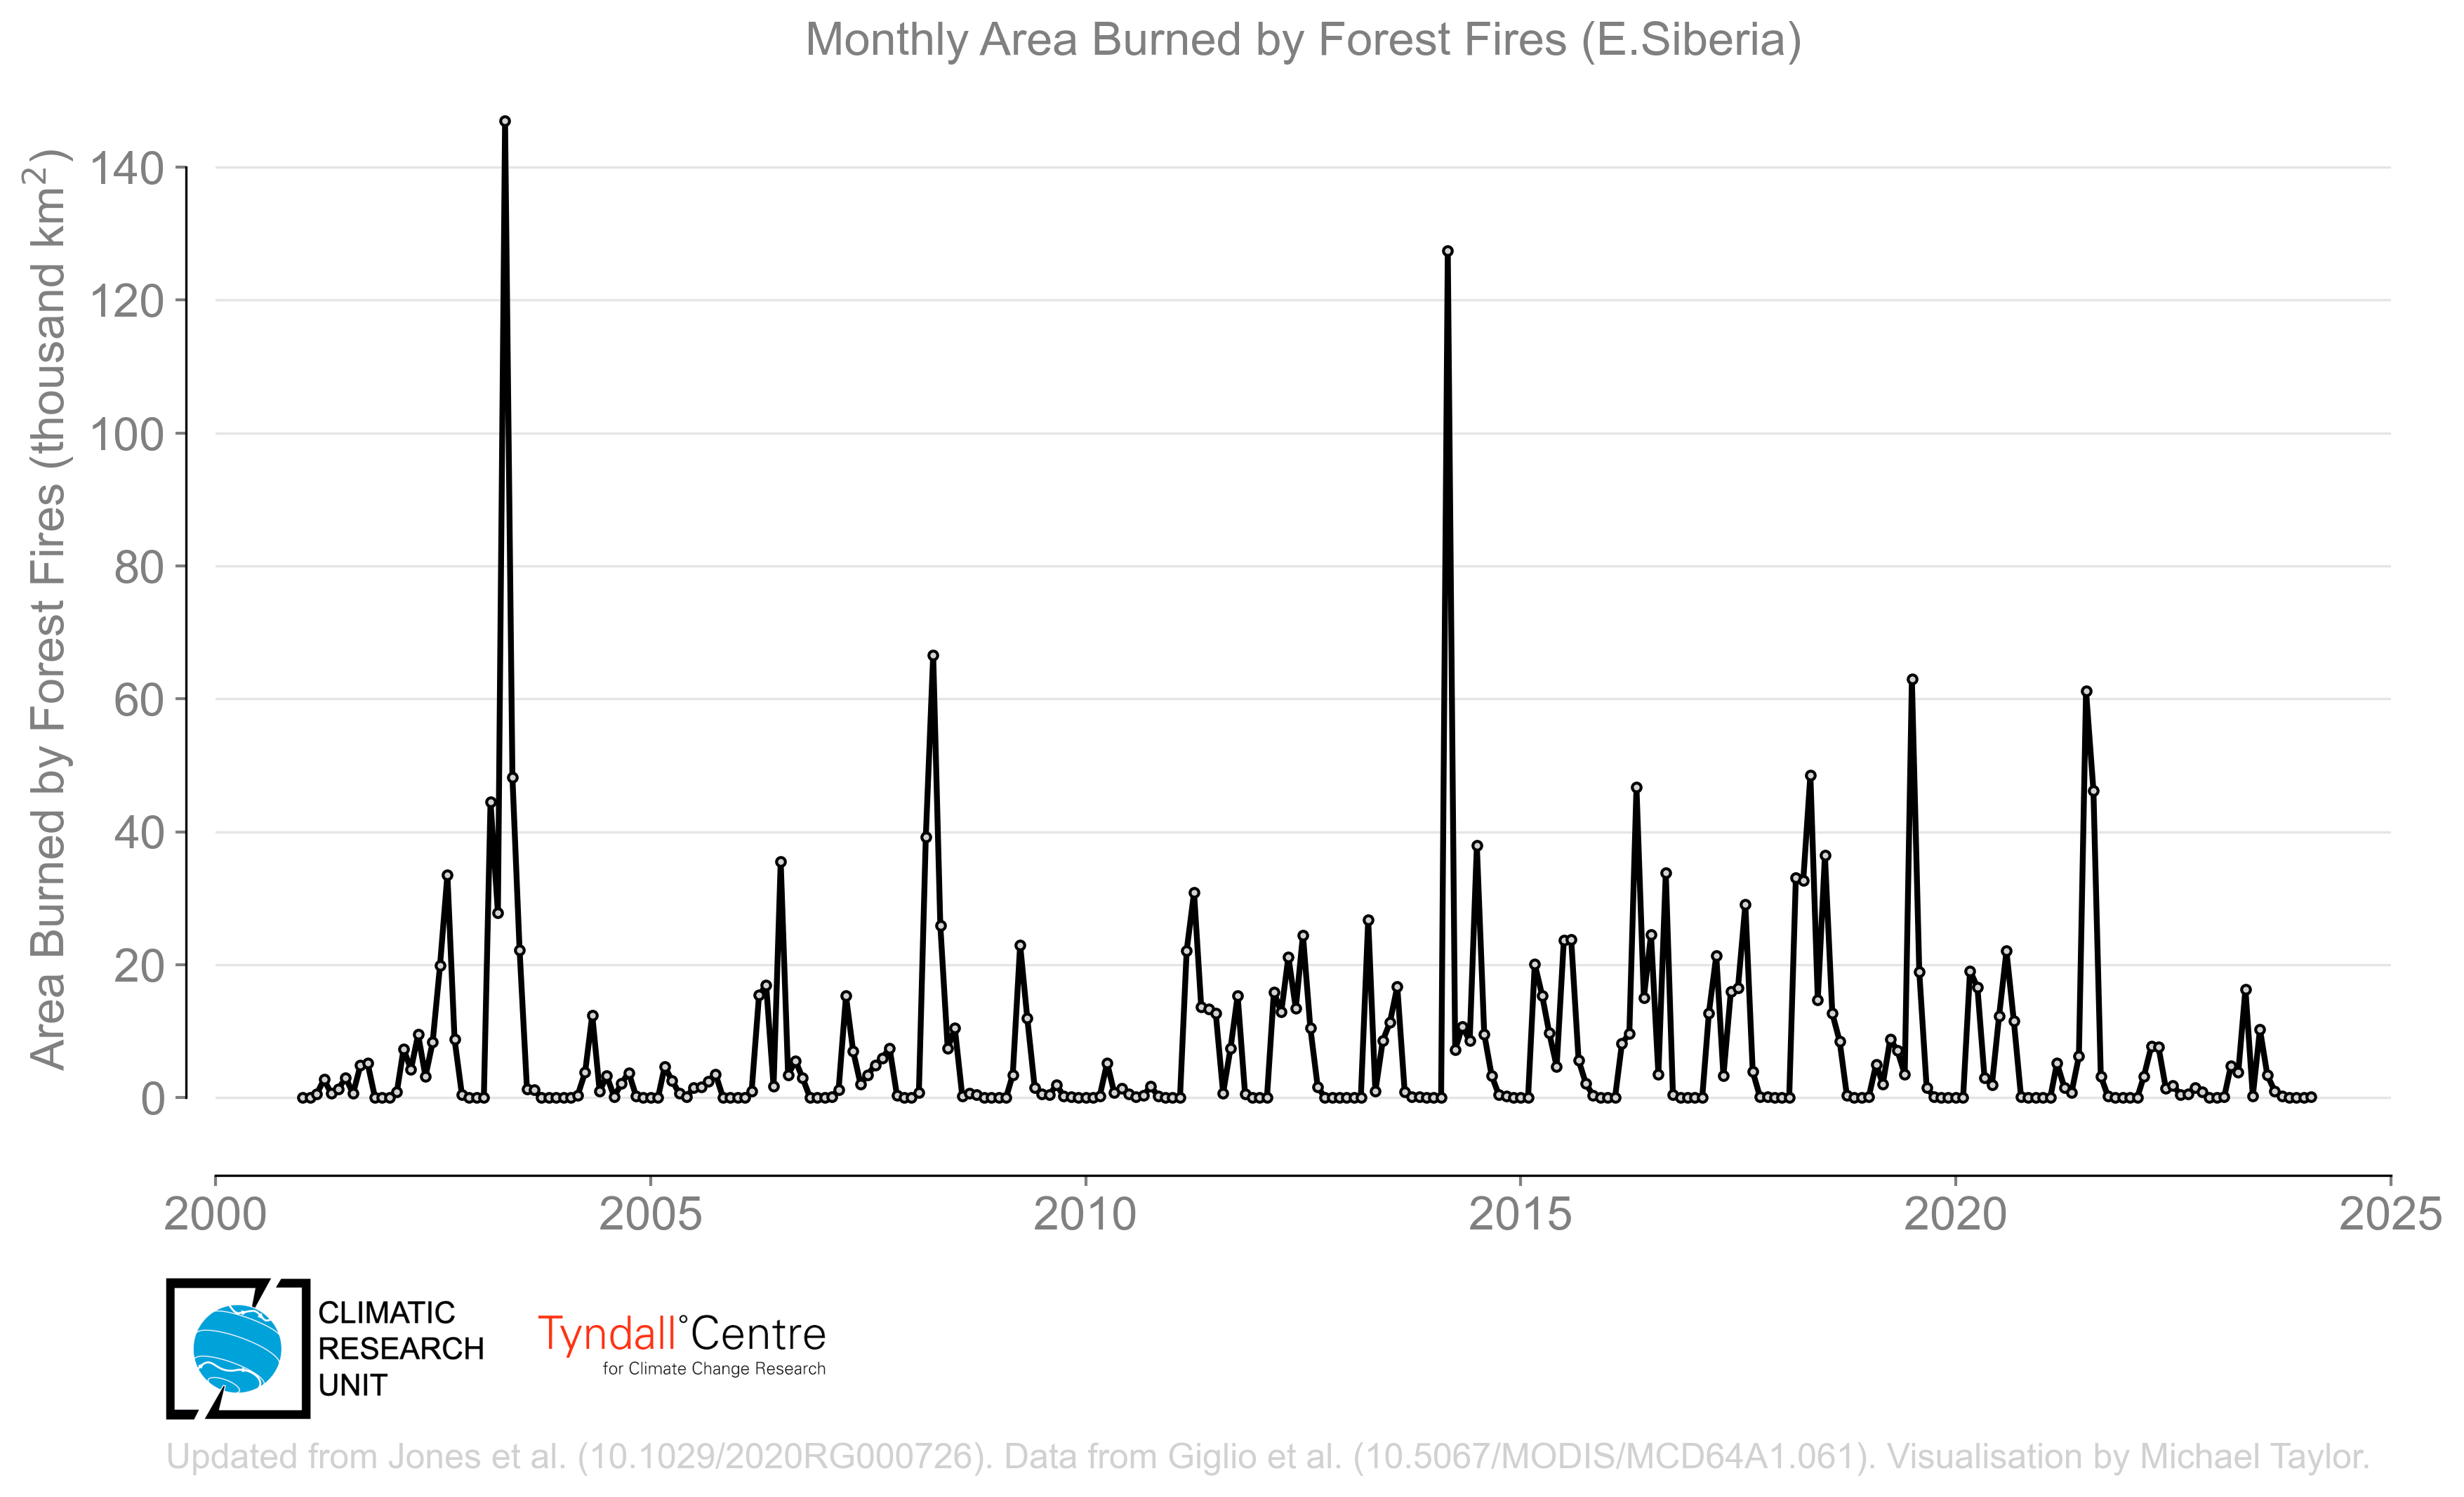 Monthly Area Burned by Forest Fires (E.Siberia)
Area Burned by Forest Fires (thousand km²)
140
120
100
80
60
40
20
0
2000 2005 2010 2015 2020 2025
CLIMATIC
RESEARCH
UNIT
Tyndall°Centre
for Climate Change Research
Updated from Jones et al. (10.1029/2020RG000726). Data from Giglio et al. (10.5067/MODIS/MCD64A1.061). Visualisation by Michael Taylor.